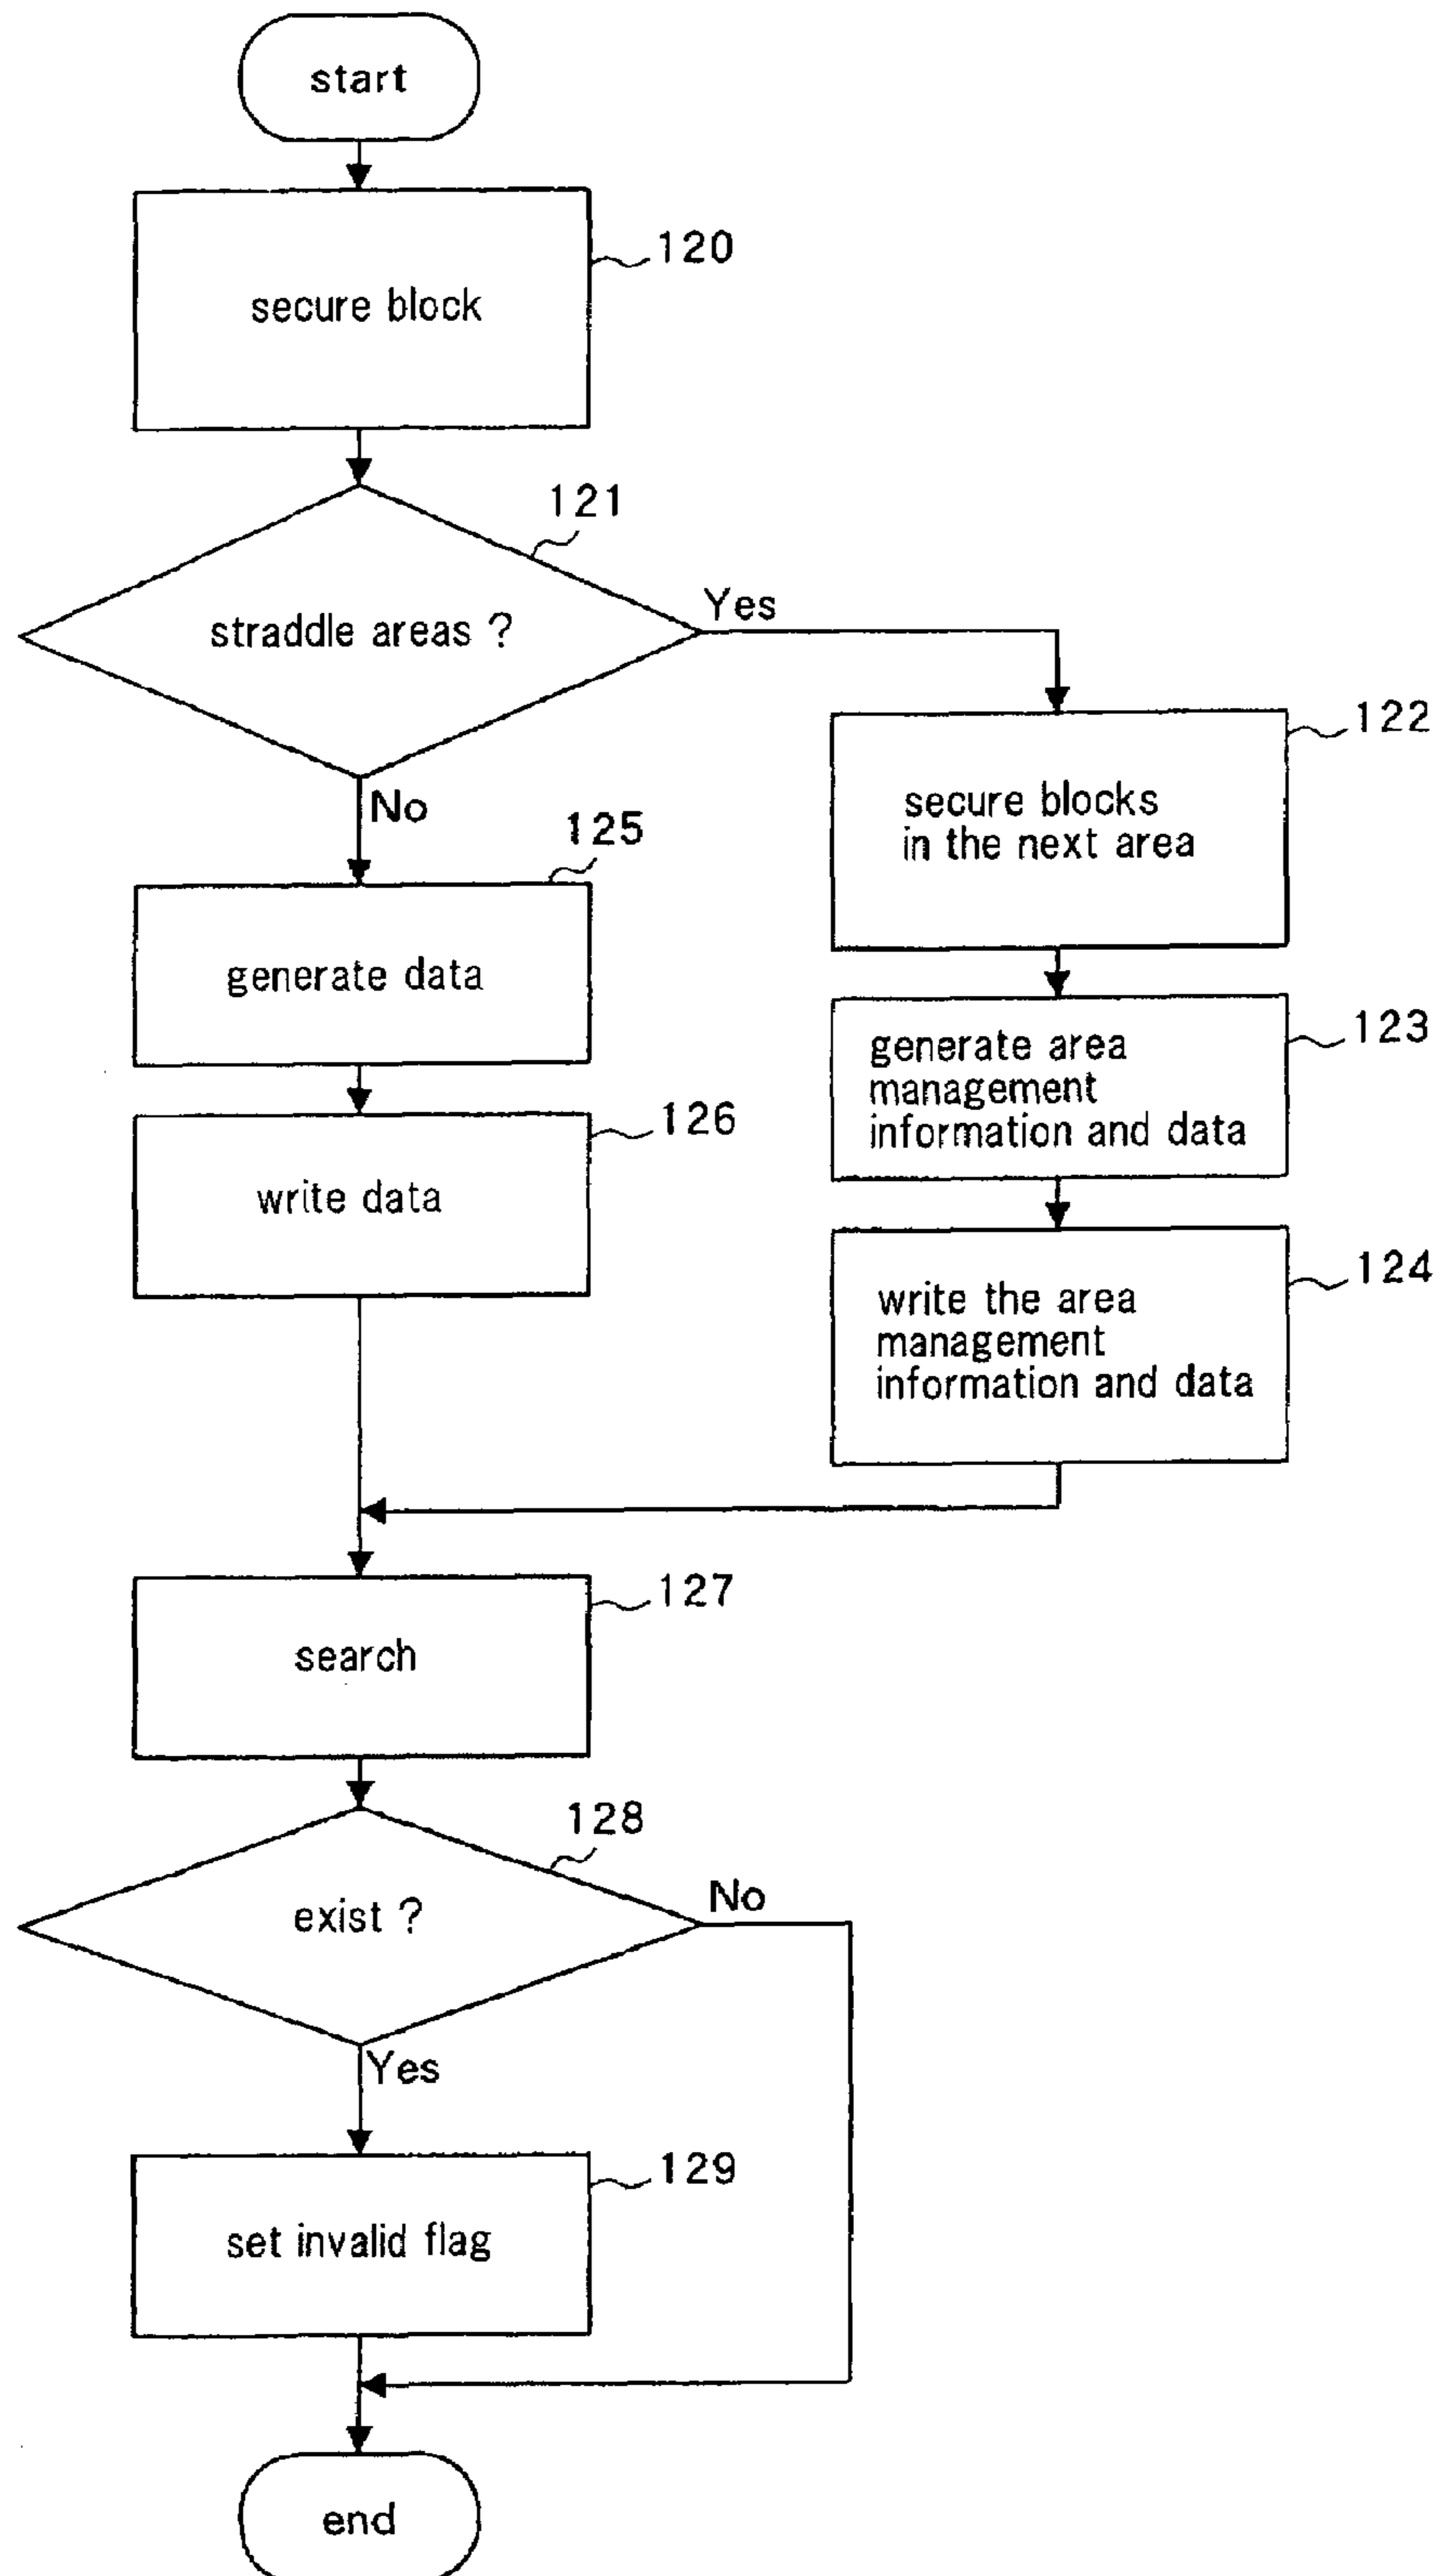 start
secure block
120
121
straddle areas ?
Yes
No
122
secure blocks
in the next area
125
generate data
123
generate area
management
information and data
126
write data
124
write the area
management
information and data
127
search
128
exist ?
No
Yes
129
set invalid flag
end